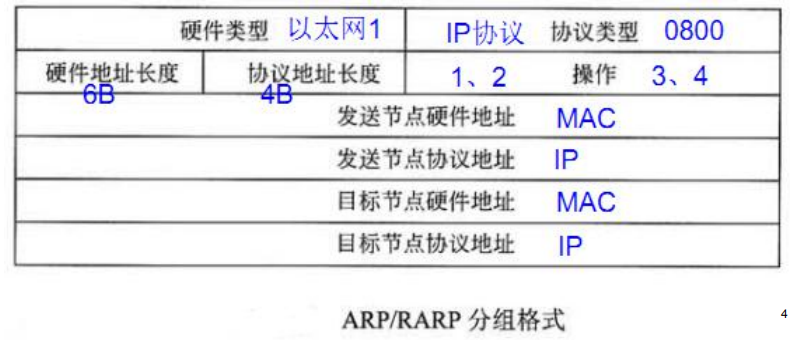 硬件类型 以太网1 IP协议 协议类型 0800
硬件地址长度 协议地址长度 1、2 操作 3、4
6B 4B
发送节点硬件地址 MAC
发送节点协议地址 IP
目标节点硬件地址 MAC
目标节点协议地址 IP
ARP/RARP 分组格式
4